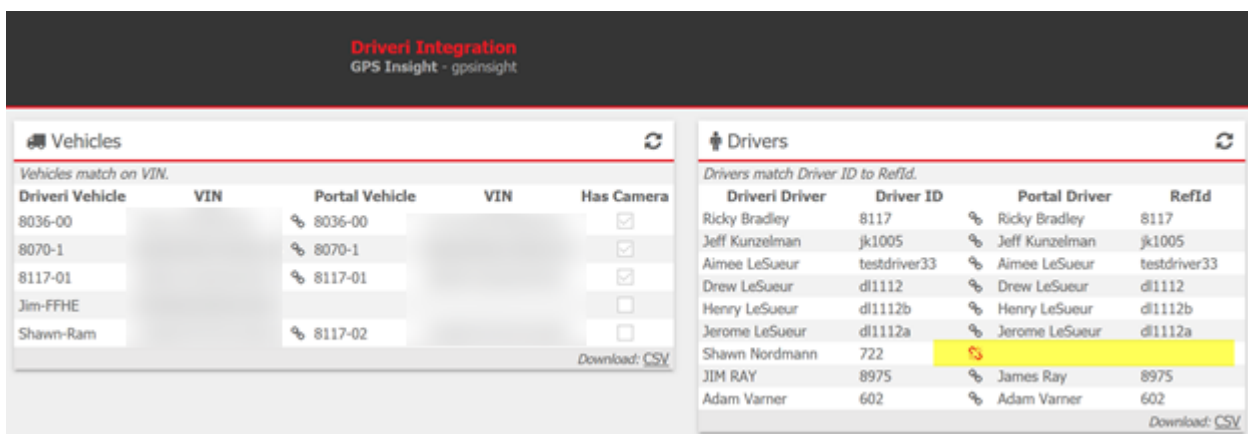 Driveri Integration
GPS Insight - gpsinsight
Vehicles
Vehicles match on VIN.
Driveri Vehicle VIN Portal Vehicle VIN Has Camera
8036-00 8036-00
8070-1 8070-1
8117-01 8117-01
Jim-FFHE
Shawn-Ram 8117-02
Download: CSV
Drivers
Drivers match Driver ID to RefId.
Driveri Driver Driver ID Portal Driver RefId
Ricky Bradley 8117 Ricky Bradley 8117
Jeff Kunzelman jk1005 Jeff Kunzelman jk1005
Aimee LeSueur testdriver33 Aimee LeSueur testdriver33
Drew LeSueur dl1112 Drew LeSueur dl1112
Henry LeSueur dl1112b Henry LeSueur dl1112b
Jerome LeSueur dl1112a Jerome LeSueur dl1112a
Shawn Nordmann 722
JIM RAY 8975 James Ray 8975
Adam Varner 602 Adam Varner 602
Download: CSV